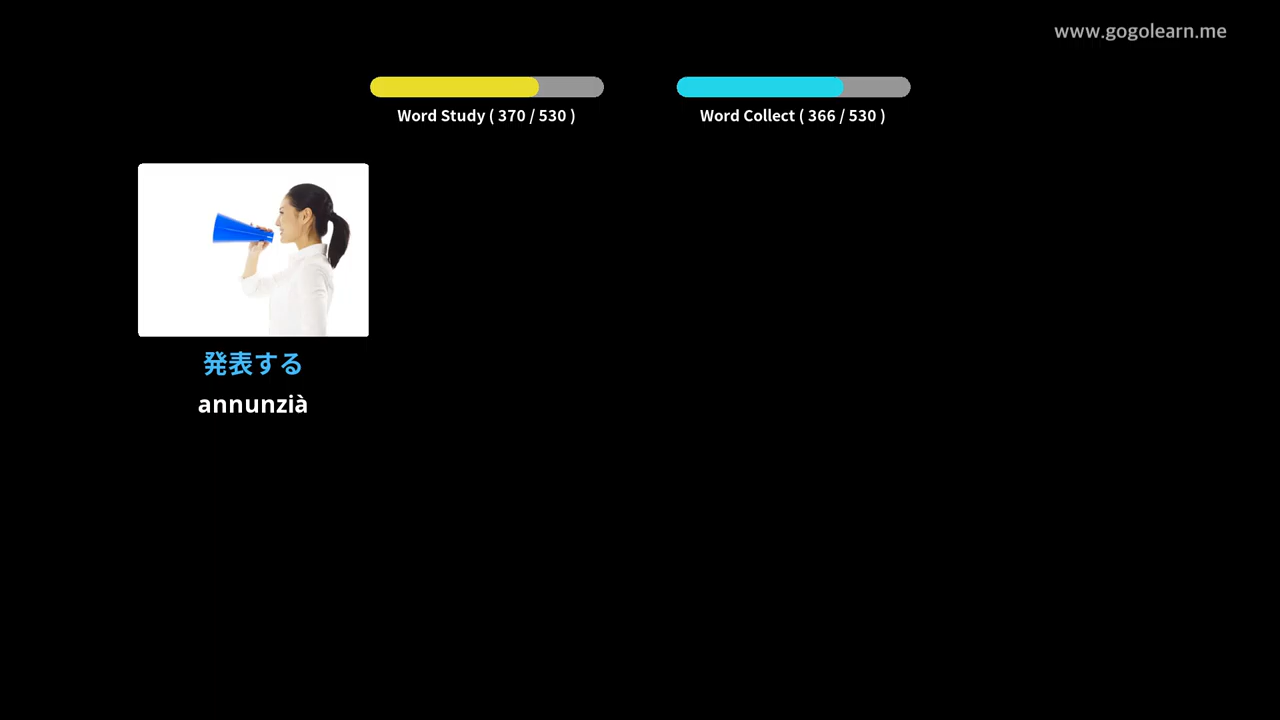 www.gogolearn.me
Word Study ( 370 / 530 )
Word Collect ( 366 / 530 )
発表する
annunzià